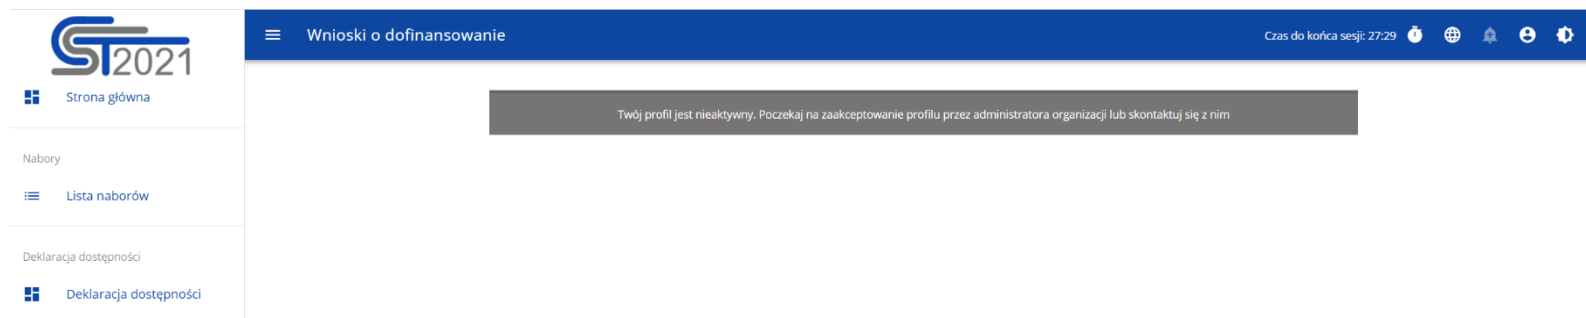 CST2021
Wnioski o dofinansowanie
Czas do końca sesji: 27:29
Strona główna
Twój profil jest nieaktywny. Poczekaj na zaakceptowanie profilu przez administratora organizacji lub skontaktuj się z nim
Nabory
Lista naborów
Deklaracja dostępności
Deklaracja dostępności